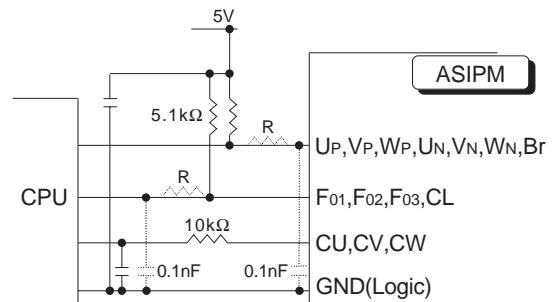 5V
ASIPM
5.1kΩ
R
UP,VP,WP,UN,VN,WN,Br
R
CPU
F01,F02,F03,CL
10kΩ
CU,CV,CW
0.1nF
0.1nF
GND(Logic)